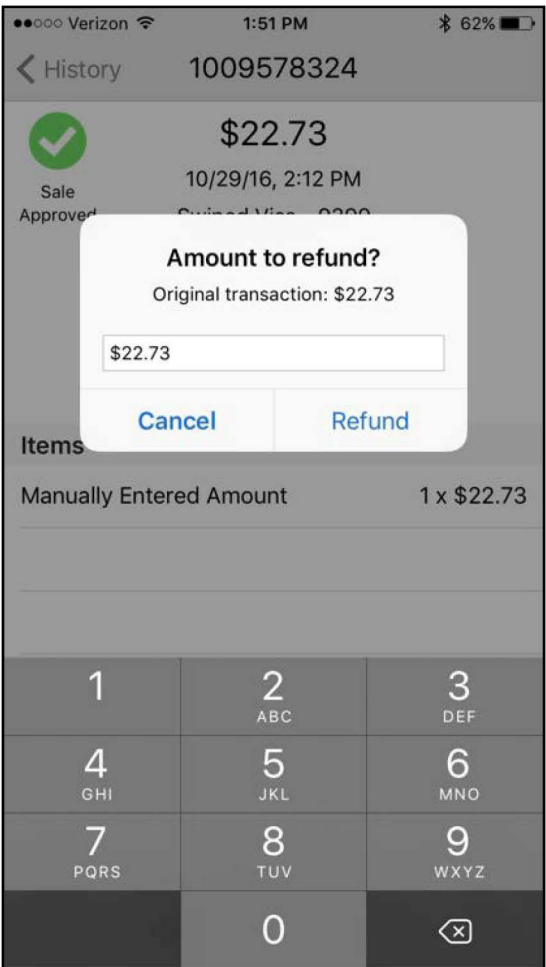 Verizon 1:51 PM 62%
History 1009578324
$22.73
10/29/16, 2:12 PM
Sale
Approved
Amount to refund?
Original transaction: $22.73
$22.73
Cancel Refund
Items
Manually Entered Amount 1 x $22.73
1 2 3
ABC DEF
4 5 6
GHI JKL MNO
7 8 9
PQRS TUV WXYZ
0